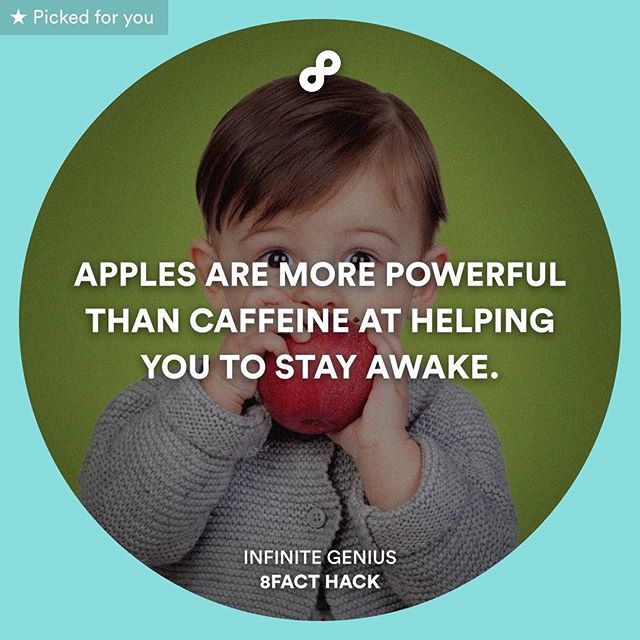 ★ Picked for you
APPLES ARE MORE POWERFUL
THAN CAFFEINE AT HELPING
YOU TO STAY AWAKE.
INFINITE GENIUS
8FACT HACK